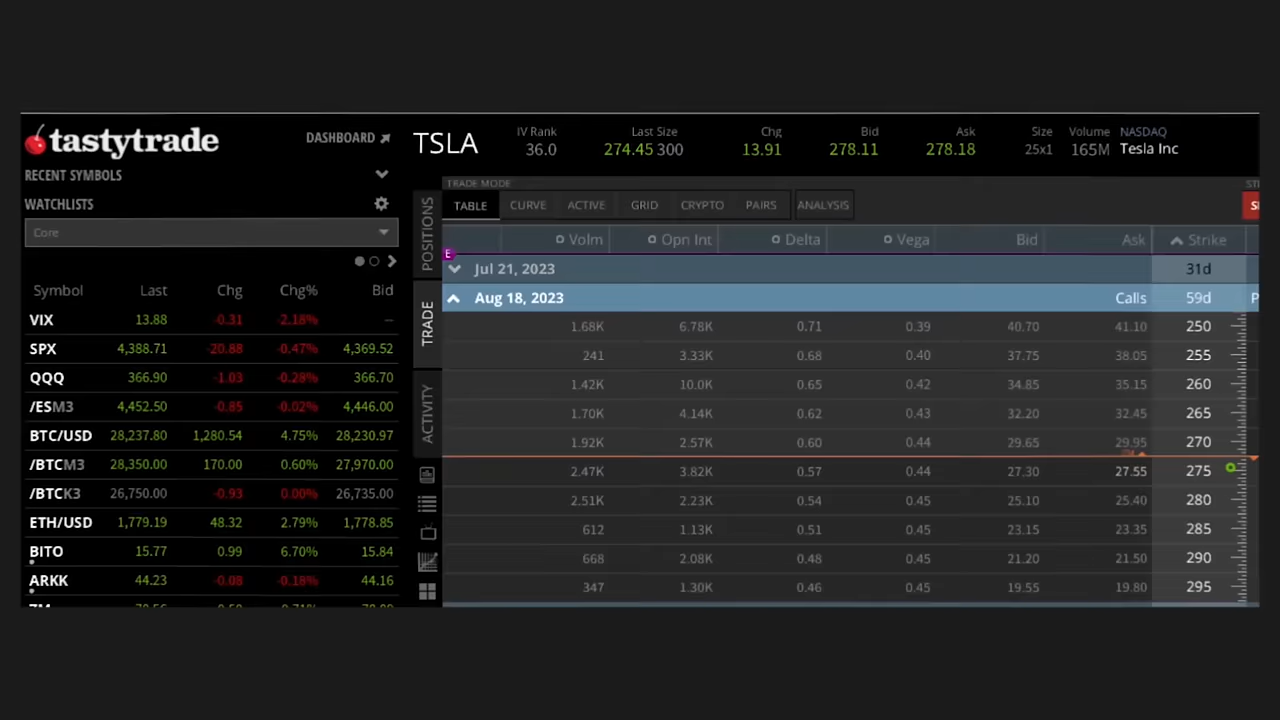 tastytrade DASHBOARD
RECENT SYMBOLS
WATCHLISTS
Core
Symbol Last Chg Chg% Bid
VIX 13.88 -0.31 -2.18% --
SPX 4,388.71 -20.88 -0.47% 4,369.52
QQQ 366.90 -1.03 -0.28% 366.70
/ESM3 4,452.50 -0.85 -0.02% 4,446.00
BTC/USD 28,237.80 1,280.54 4.75% 28,230.97
/BTCM3 28,350.00 170.00 0.60% 27,970.00
/BTCK3 26,750.00 -0.93 0.00% 26,735.00
ETH/USD 1,779.19 48.32 2.79% 1,778.85
BITO 15.77 0.99 6.70% 15.84
ARKK 44.23 -0.08 -0.18% 44.16
POSITIONS
TRADE
ACTIVITY
TSLA
IV Rank Last Size Chg Bid Ask Size Volume NASDAQ
36.0 274.45 300 13.91 278.11 278.18 25x1 165M Tesla Inc
TRADE MODE
TABLE CURVE ACTIVE GRID CRYPTO PAIRS ANALYSIS
Volm Opn Int Delta Vega Bid Ask Strike
E
Jul 21, 2023 31d
Aug 18, 2023 Calls 59d
1.68K 6.78K 0.71 0.39 40.70 41.10 250
241 3.33K 0.68 0.40 37.75 38.05 255
1.42K 10.0K 0.65 0.42 34.85 35.15 260
1.70K 4.14K 0.62 0.43 32.20 32.45 265
1.92K 2.57K 0.60 0.44 29.65 29.95 270
2.47K 3.82K 0.57 0.44 27.30 27.55 275
2.51K 2.23K 0.54 0.45 25.10 25.40 280
612 1.13K 0.51 0.45 23.15 23.35 285
668 2.08K 0.48 0.45 21.20 21.50 290
347 1.30K 0.46 0.45 19.55 19.80 295